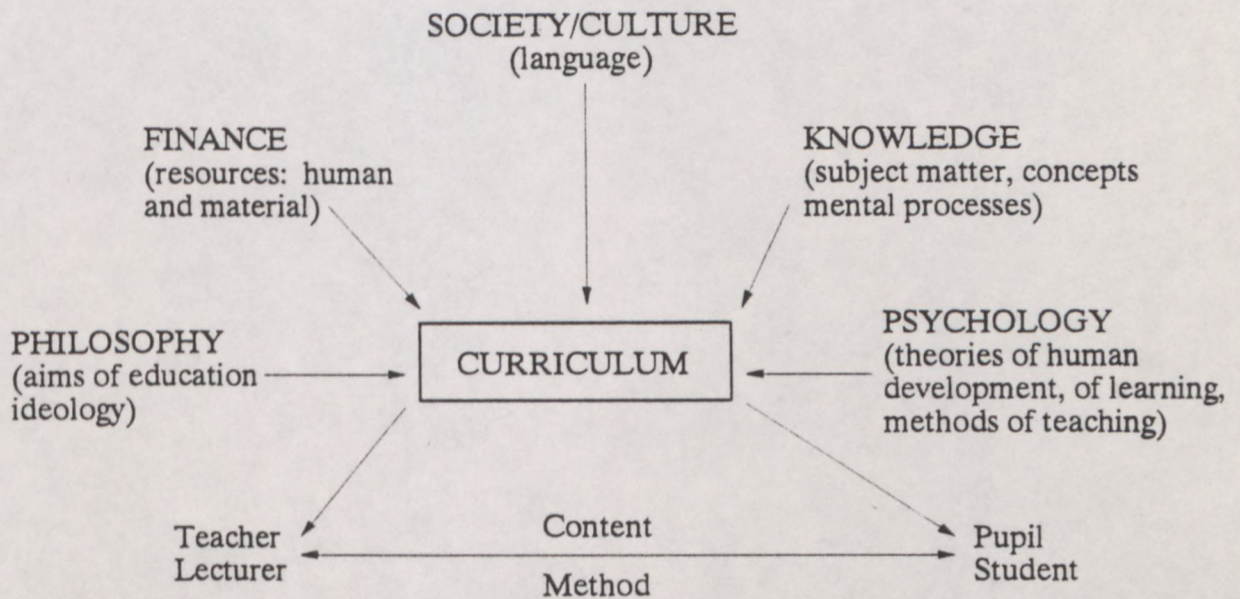 SOCIETY/CULTURE
(language)
FINANCE
(resources: human
and material)
KNOWLEDGE
(subject matter, concepts
mental processes)
PHILOSOPHY
(aims of education
ideology)
CURRICULUM
PSYCHOLOGY
(theories of human
development, of learning,
methods of teaching)
Teacher
Lecturer
Content
Method
Pupil
Student